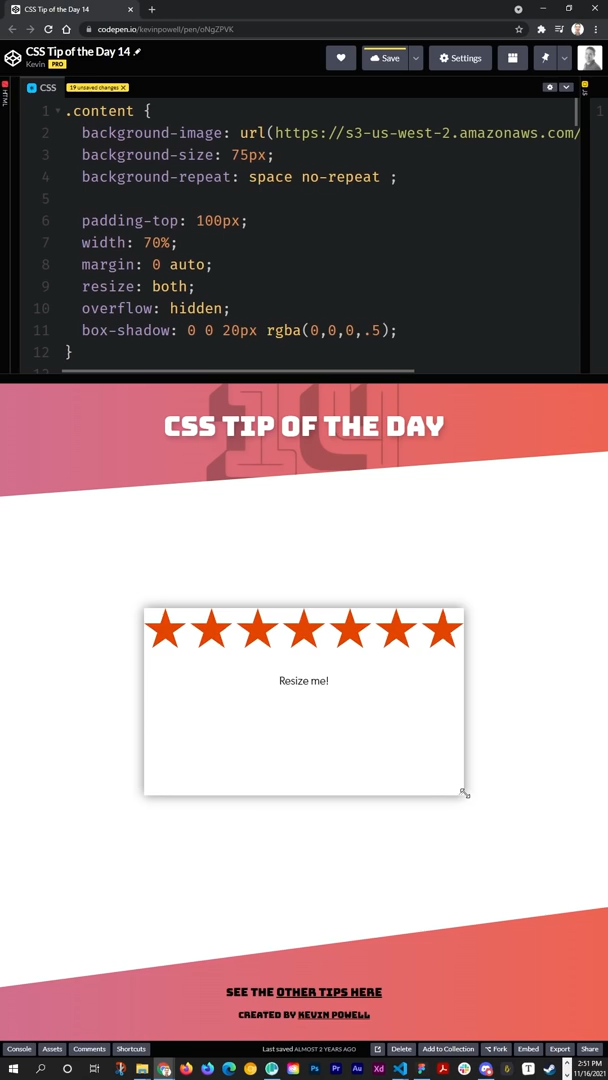 CSS Tip of the Day 14
codepen.io/kevinpowell/pen/oNgZPVK
CSS Tip of the Day 14
Kevin PRO
Save
Settings
HTML
CSS
19 unsaved changes X
JS
1 .content {
2 background-image: url(https://s3-us-west-2.amazonaws.com/
3 background-size: 75px;
4 background-repeat: space no-repeat ;
5
6 padding-top: 100px;
7 width: 70%;
8 margin: 0 auto;
9 resize: both;
10 overflow: hidden;
11 box-shadow: 0 0 20px rgba(0,0,0,.5);
12 }
1
14
CSS TIP OF THE DAY
Resize me!
SEE THE OTHER TIPS HERE
CREATED BY KEVIN POWELL
Console Assets Comments Shortcuts Last saved ALMOST 2 YEARS AGO Delete Add to Collection Fork Embed Export Share
2:51 PM
11/16/2021